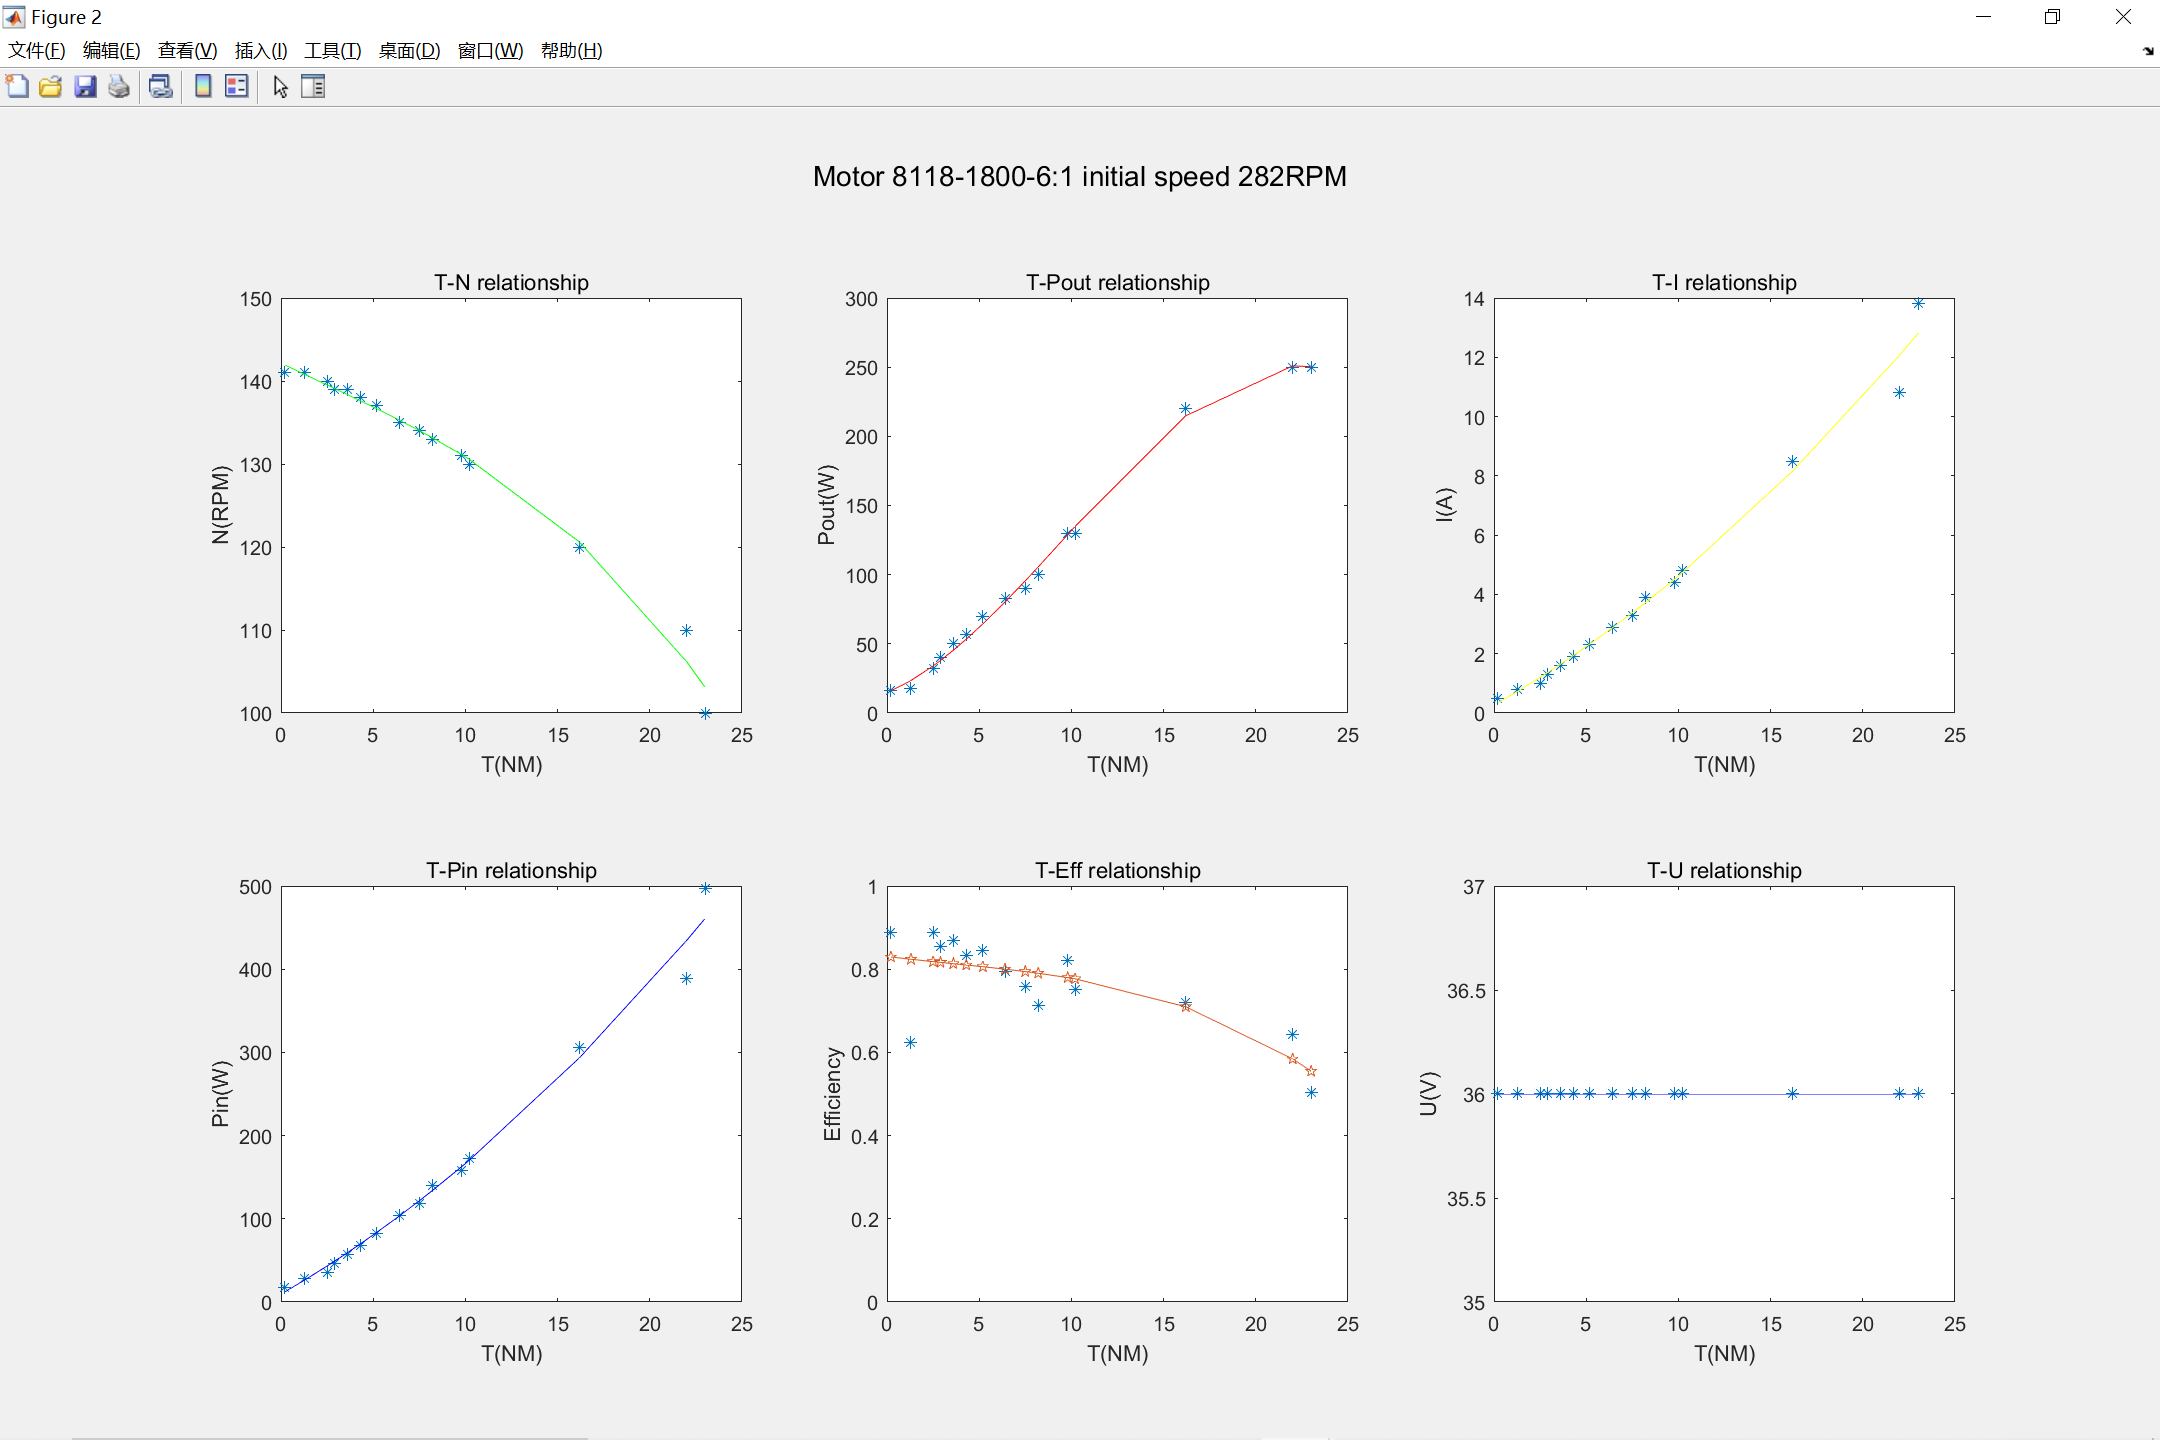 Figure 2
文件(F) 编辑(E) 查看(V) 插入(I) 工具(T) 桌面(D) 窗口(W) 帮助(H)
Motor 8118-1800-6:1 initial speed 282RPM
T-N relationship
150
140
130
120
110
100
N(RPM)
0 5 10 15 20 25
T(NM)
T-Pout relationship
300
250
200
150
100
50
0
Pout(W)
0 5 10 15 20 25
T(NM)
T-I relationship
14
12
10
8
6
4
2
0
I(A)
0 5 10 15 20 25
T(NM)
T-Pin relationship
500
400
300
200
100
0
Pin(W)
0 5 10 15 20 25
T(NM)
T-Eff relationship
1
0.8
0.6
0.4
0.2
0
Efficiency
0 5 10 15 20 25
T(NM)
T-U relationship
37
36.5
36
35.5
35
U(V)
0 5 10 15 20 25
T(NM)